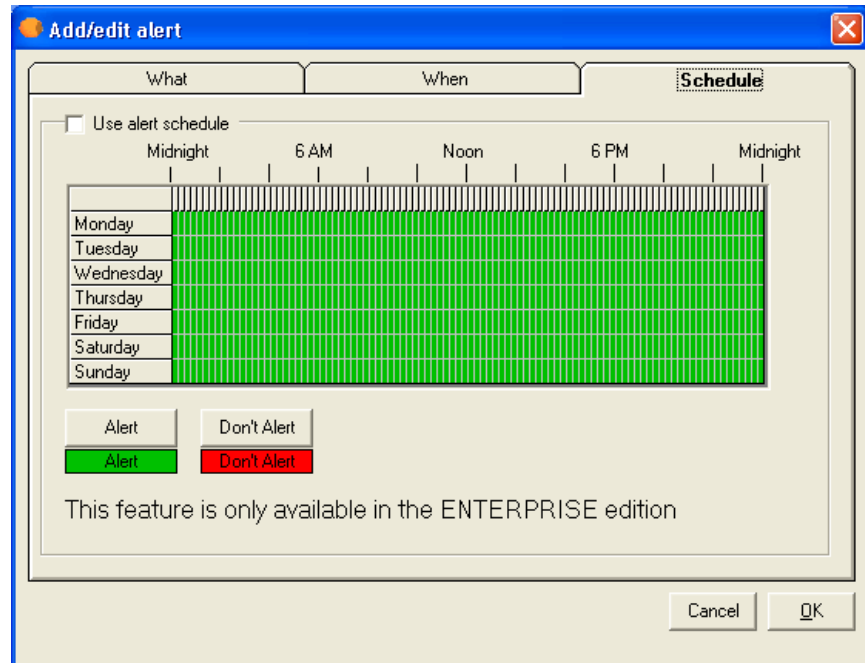 Add/edit alert
What When Schedule
Use alert schedule
Midnight 6 AM Noon 6 PM Midnight
Monday
Tuesday
Wednesday
Thursday
Friday
Saturday
Sunday
Alert Don't Alert
Alert Don't Alert
This feature is only available in the ENTERPRISE edition
Cancel OK